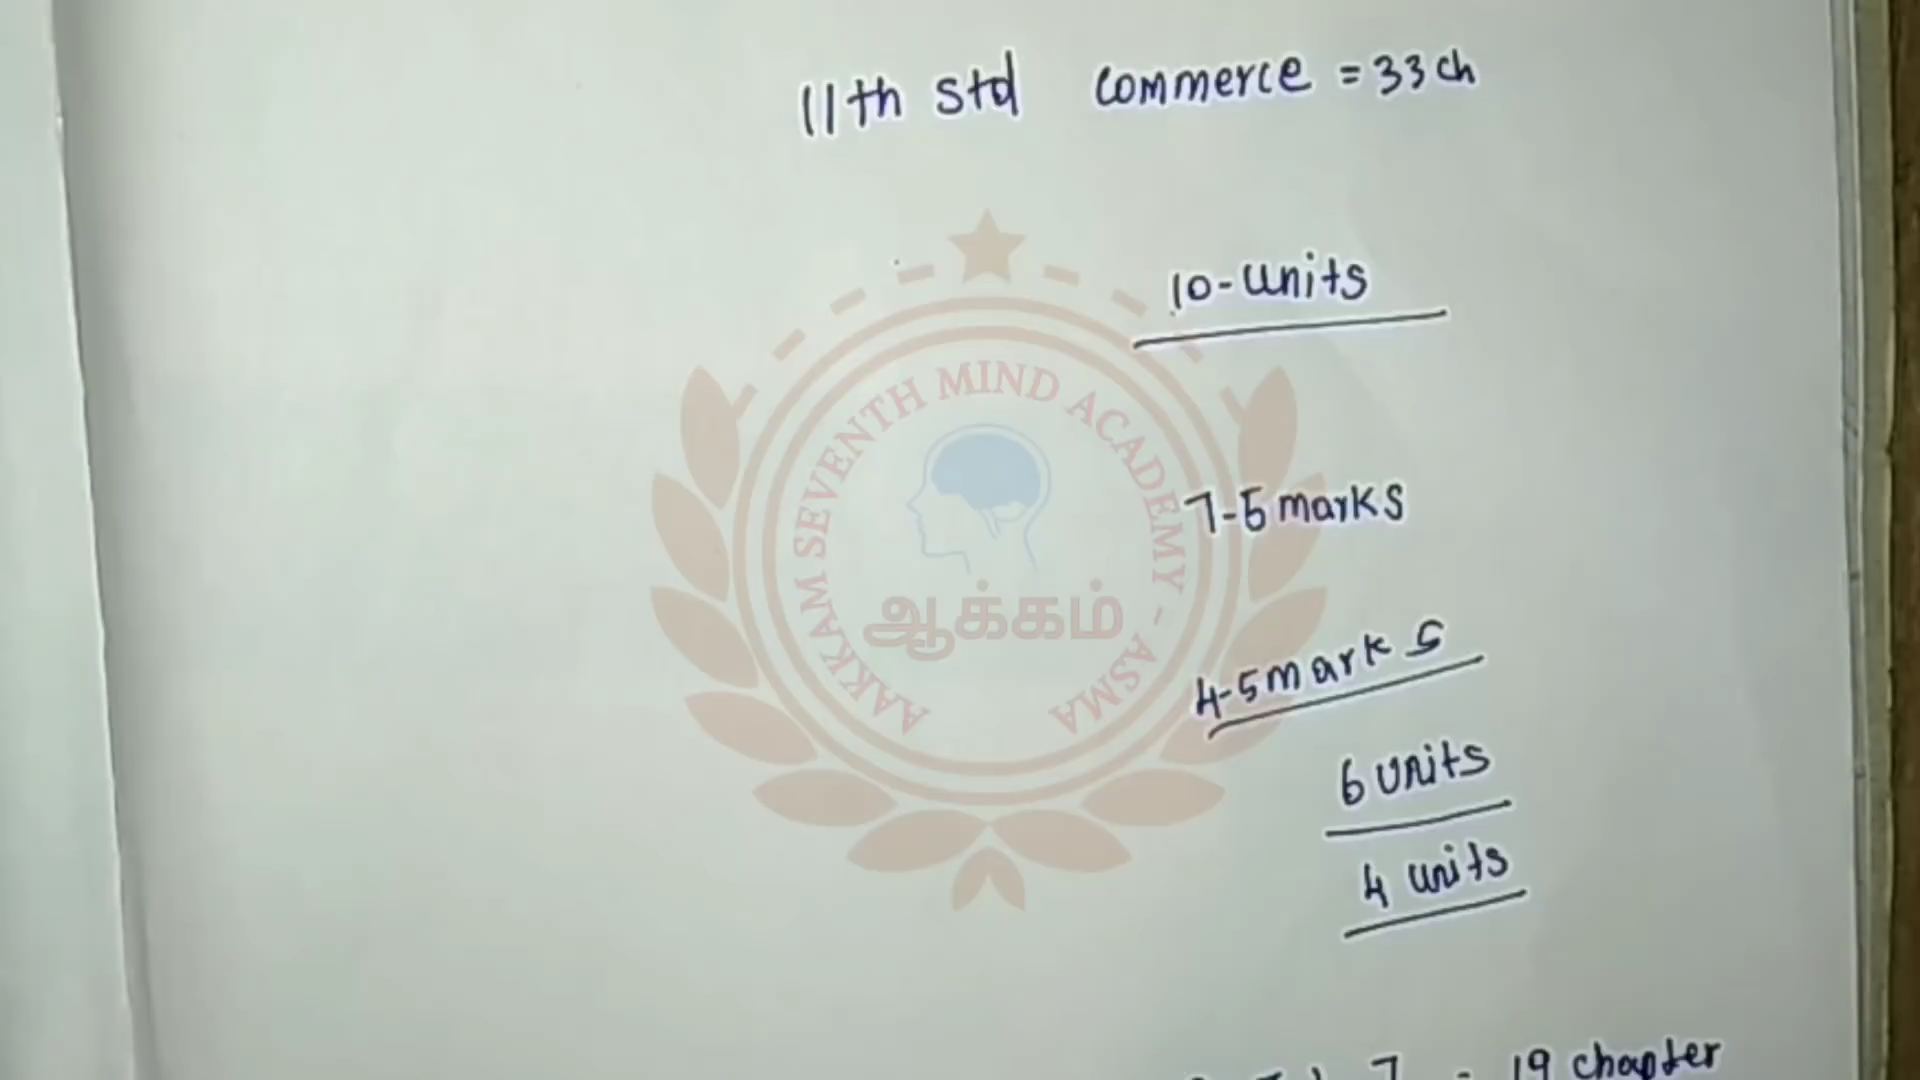 11th std commerce = 33 ch
10-units
AAKKAM SEVENTH MIND ACADEMY - ASMA
ஆக்கம்
7-5 marks
4-5 marks
6 units
4 units
7 - 19 chapter